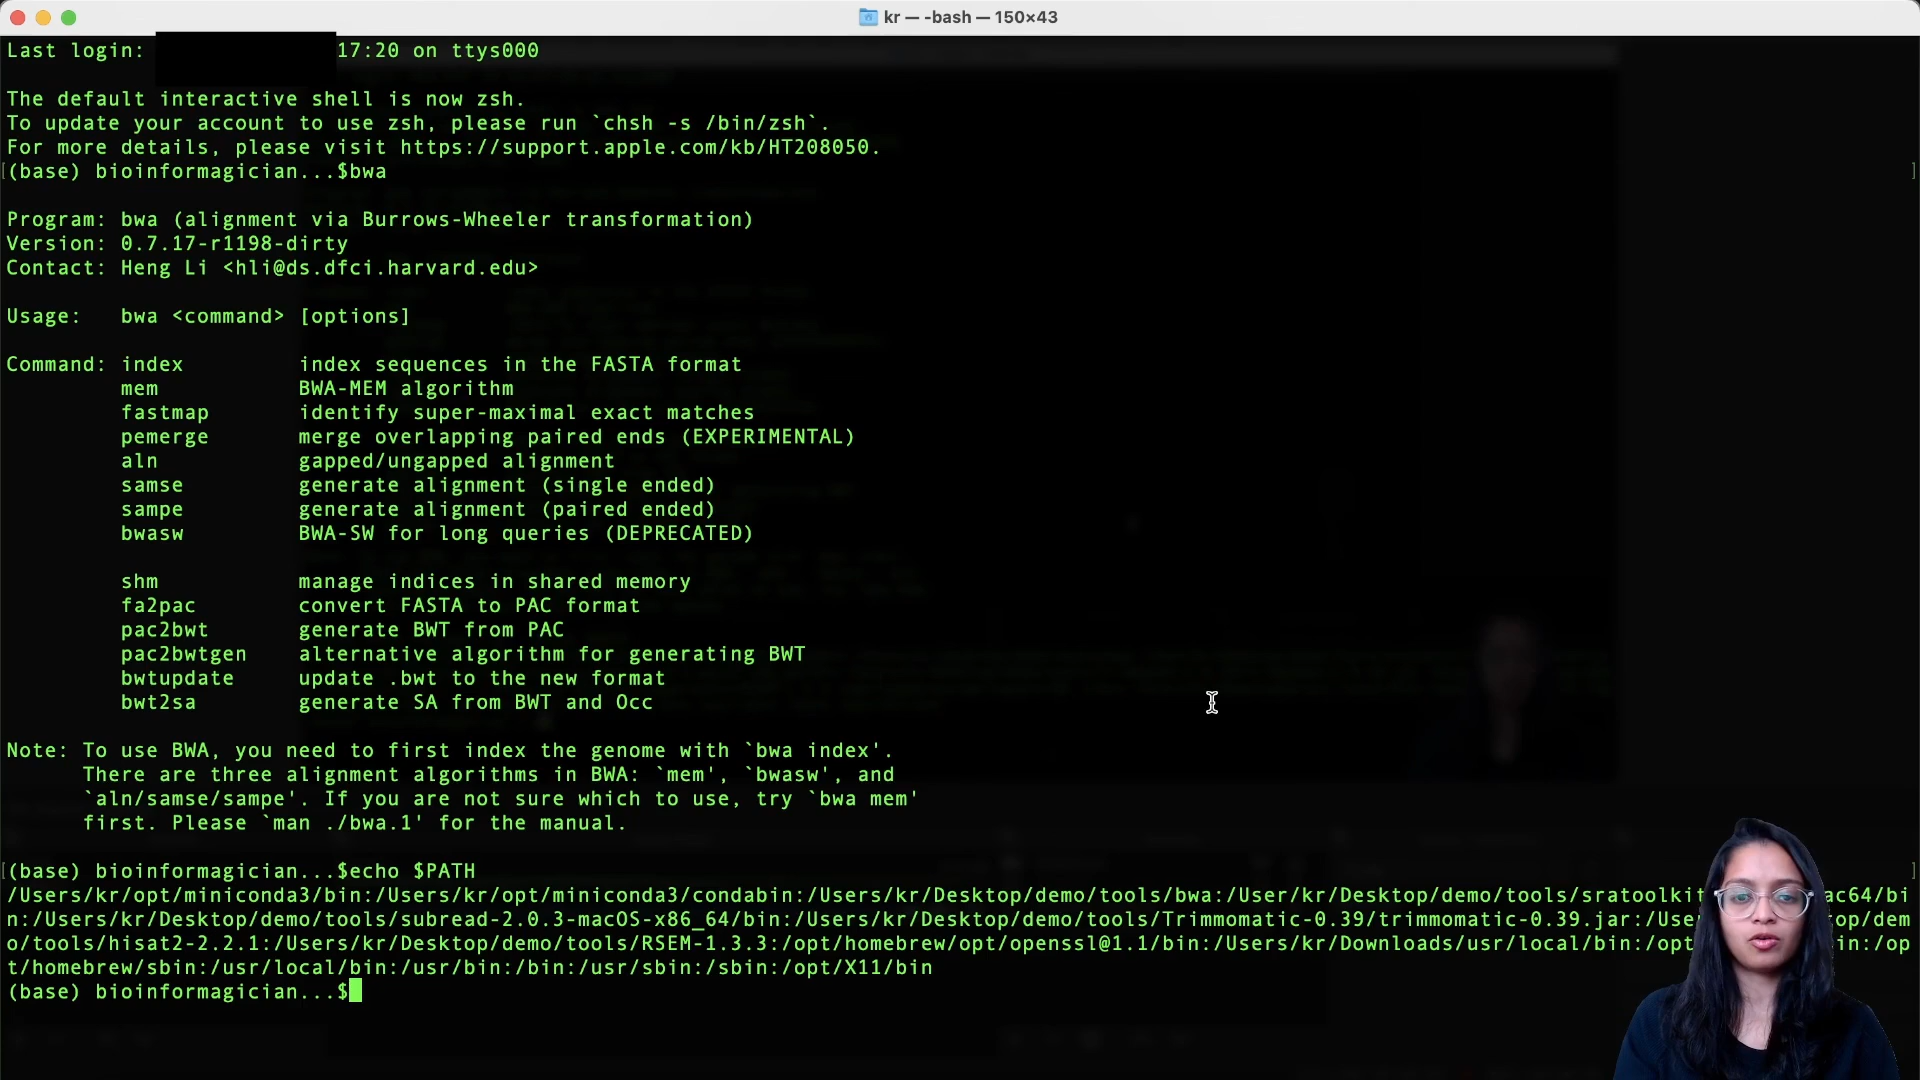 kr — -bash — 150×43
Last login: 17:20 on ttys000
The default interactive shell is now zsh.
To update your account to use zsh, please run `chsh -s /bin/zsh`.
For more details, please visit https://support.apple.com/kb/HT208050.
[(base) bioinformagician...$bwa ]
Program: bwa (alignment via Burrows-Wheeler transformation)
Version: 0.7.17-r1198-dirty
Contact: Heng Li <hli@ds.dfci.harvard.edu>
Usage:   bwa <command> [options]
Command: index         index sequences in the FASTA format
         mem           BWA-MEM algorithm
         fastmap       identify super-maximal exact matches
         pemerge       merge overlapping paired ends (EXPERIMENTAL)
         aln           gapped/ungapped alignment
         samse         generate alignment (single ended)
         sampe         generate alignment (paired ended)
         bwasw         BWA-SW for long queries (DEPRECATED)
         shm           manage indices in shared memory
         fa2pac        convert FASTA to PAC format
         pac2bwt       generate BWT from PAC
         pac2bwtgen    alternative algorithm for generating BWT
         bwtupdate     update .bwt to the new format
         bwt2sa        generate SA from BWT and Occ
Note: To use BWA, you need to first index the genome with `bwa index'.
      There are three alignment algorithms in BWA: `mem', `bwasw', and
      `aln/samse/sampe'. If you are not sure which to use, try `bwa mem'
      first. Please `man ./bwa.1' for the manual.
[(base) bioinformagician...$echo $PATH ]
/Users/kr/opt/miniconda3/bin:/Users/kr/opt/miniconda3/condabin:/Users/kr/Desktop/demo/tools/bwa:/User/kr/Desktop/demo/tools/sratoolkit ac64/bi
n:/Users/kr/Desktop/demo/tools/subread-2.0.3-macOS-x86_64/bin:/Users/kr/Desktop/demo/tools/Trimmomatic-0.39/trimmomatic-0.39.jar:/Use top/dem
o/tools/hisat2-2.2.1:/Users/kr/Desktop/demo/tools/RSEM-1.3.3:/opt/homebrew/opt/openssl@1.1/bin:/Users/kr/Downloads/usr/local/bin:/opt in:/op
t/homebrew/sbin:/usr/local/bin:/usr/bin:/bin:/usr/sbin:/sbin:/opt/X11/bin
(base) bioinformagician...$